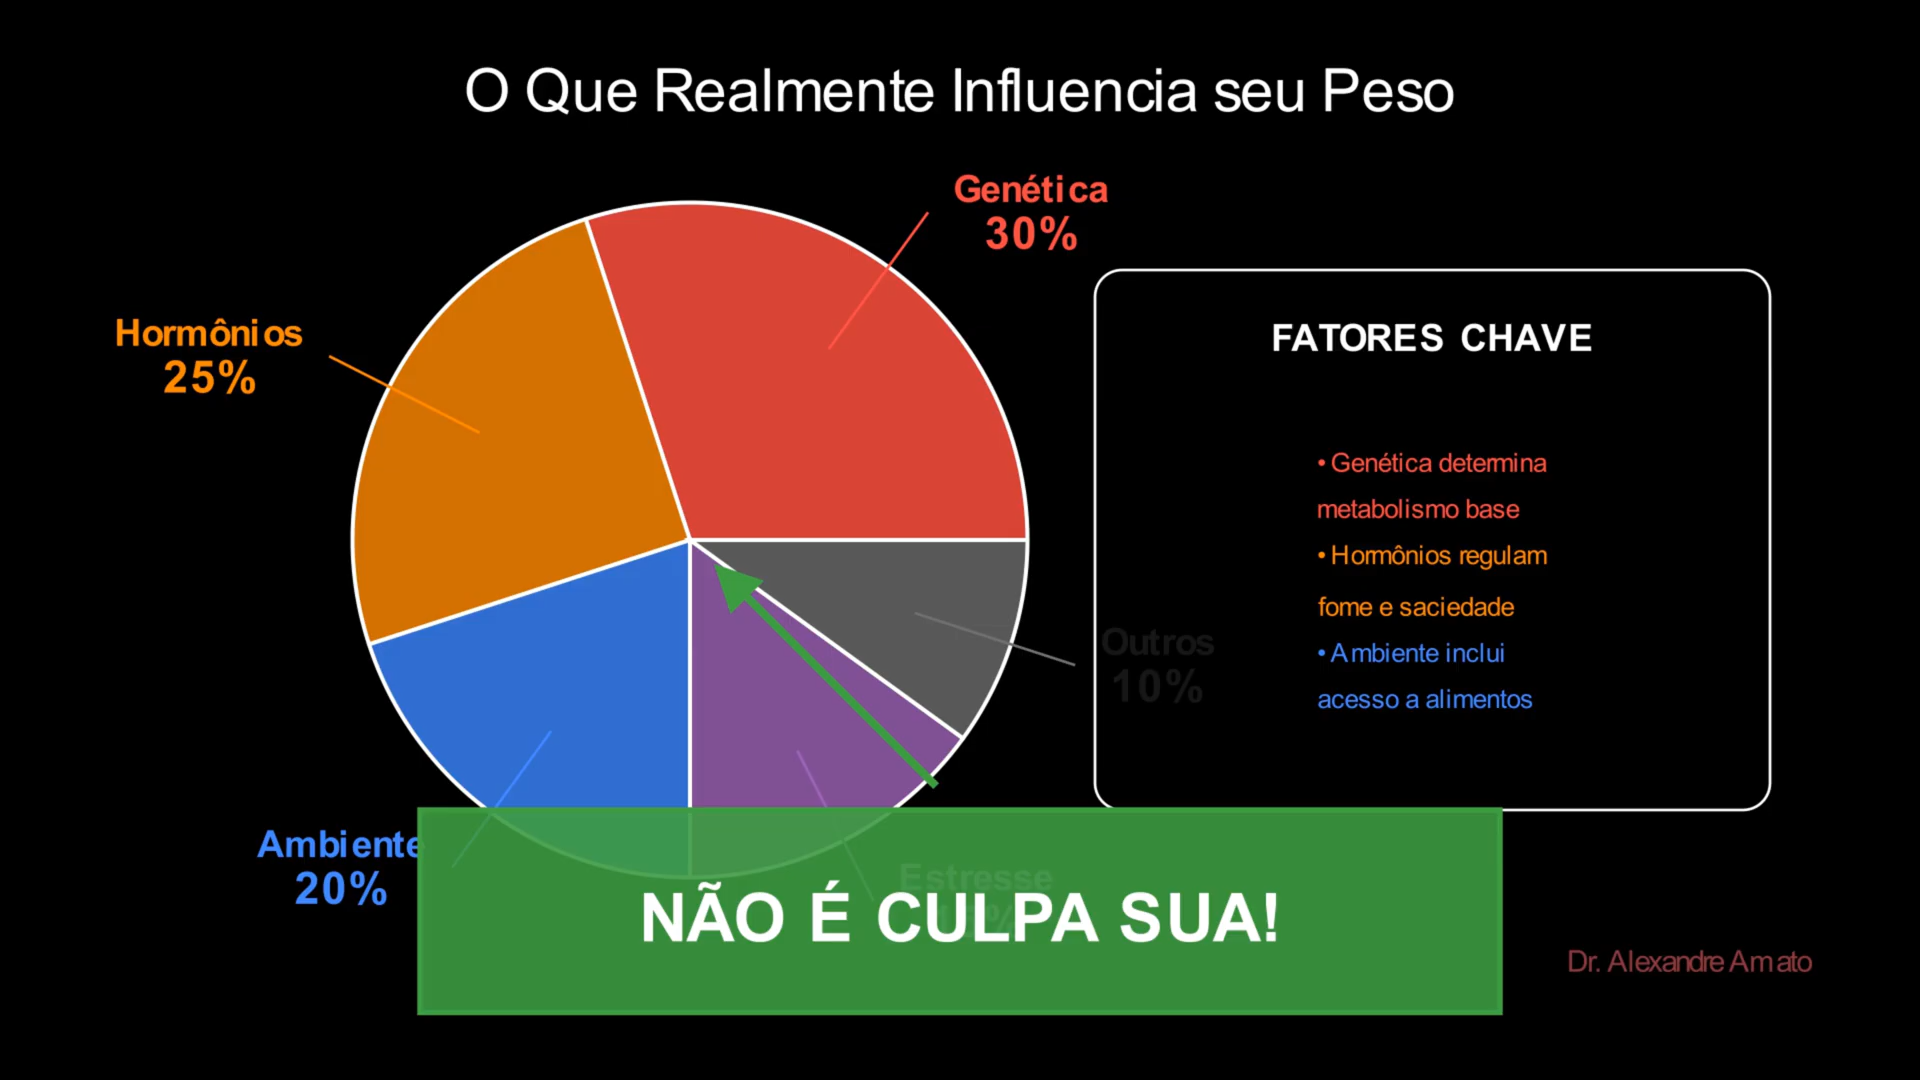 O Que Realmente Influencia seu Peso
Genética
30%
Hormônios
25%
FATORES CHAVE
• Genética determina
metabolismo base
• Hormônios regulam
fome e saciedade
• Ambiente inclui
acesso a alimentos
Outros
10%
Ambiente
20%
Estresse
NÃO É CULPA SUA!
Dr. Alexandre Amato